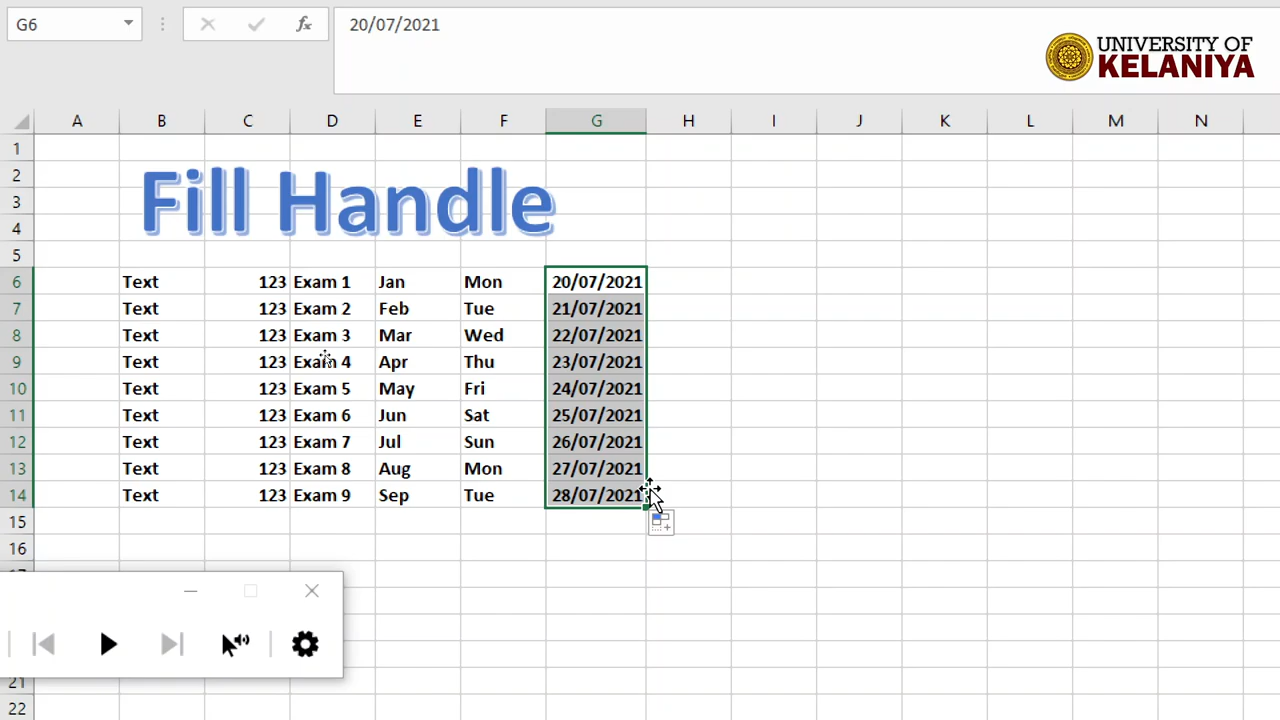 G6 fx 20/07/2021
UNIVERSITY OF
KELANIYA
A B C D E F G H I J K L M N
1
2
3
4
5
Fill Handle
6 Text 123 Exam 1 Jan Mon 20/07/2021
7 Text 123 Exam 2 Feb Tue 21/07/2021
8 Text 123 Exam 3 Mar Wed 22/07/2021
9 Text 123 Exam 4 Apr Thu 23/07/2021
10 Text 123 Exam 5 May Fri 24/07/2021
11 Text 123 Exam 6 Jun Sat 25/07/2021
12 Text 123 Exam 7 Jul Sun 26/07/2021
13 Text 123 Exam 8 Aug Mon 27/07/2021
14 Text 123 Exam 9 Sep Tue 28/07/2021
15
16
21
22